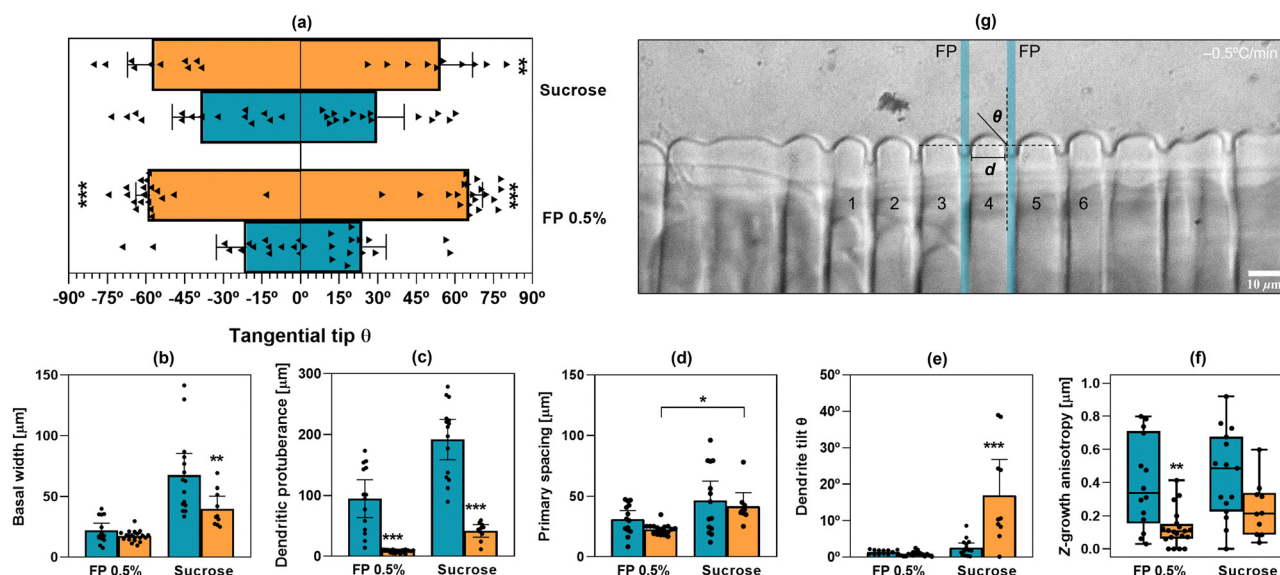 (a)
Sucrose
**
***
***
FP 0.5%
-90º -75º -60º -45º -30º -15º 0º 15º 30º 45º 60º 75º 90º
Tangential tip θ
(g)
FP FP
–0.5ºC/min
θ
d
1 2 3 4 5 6
10 µm
(b)
Basal width [µm]
150
100
50
0
**
FP 0.5% Sucrose
(c)
Dendritic protuberance [µm]
300
200
100
0
***
***
FP 0.5% Sucrose
(d)
Primary spacing [µm]
150
100
50
0
*
FP 0.5% Sucrose
(e)
Dendrite tilt θ
50º
40º
30º
20º
10º
0º
***
FP 0.5% Sucrose
(f)
Z-growth anisotropy [µm]
1.0
0.8
0.6
0.4
0.2
0.0
**
FP 0.5% Sucrose